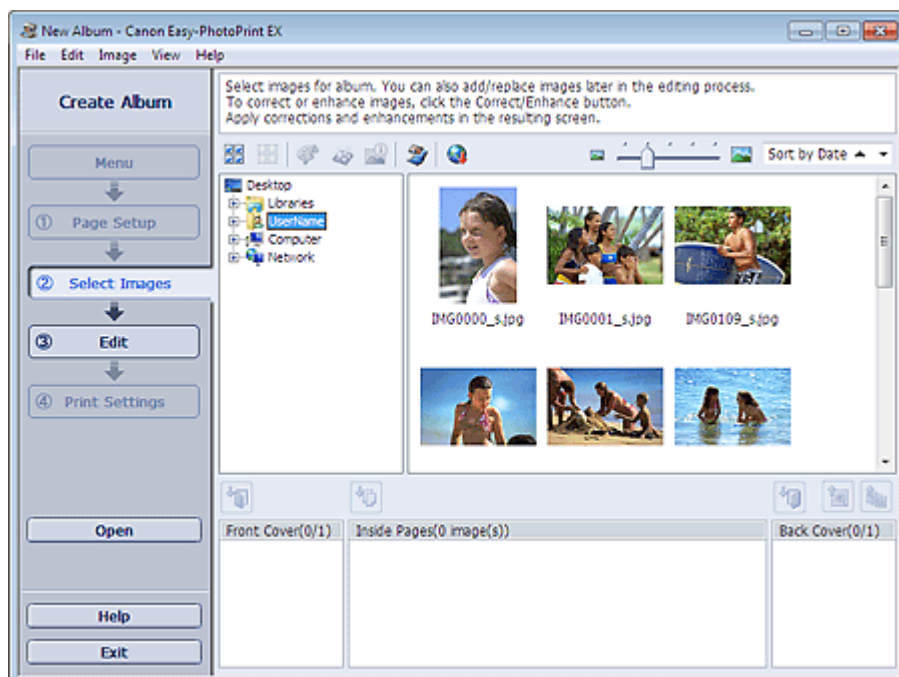 New Album - Canon Easy-PhotoPrint EX
File Edit Image View Help
Create Album
Menu
① Page Setup
② Select Images
③ Edit
④ Print Settings
Open
Help
Exit
Select images for album. You can also add/replace images later in the editing process.
To correct or enhance images, click the Correct/Enhance button.
Apply corrections and enhancements in the resulting screen.
Sort by Date
Desktop
Libraries
UserName
Computer
Network
IMG0000_s.jpg IMG0001_s.jpg IMG0109_s.jpg
Front Cover(0/1) Inside Pages(0 image(s)) Back Cover(0/1)